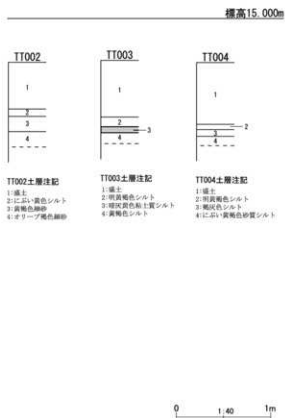 標高15.000m
TT002
1
2
3
4
TT003
1
2
3
4
TT004
1
2
3
4
TT002土層注記
1:盛土
2:にぶい黄色シルト
3:黄褐色細砂
4:オリーブ褐色細砂
TT003土層注記
1:盛土
2:明黄褐色シルト
3:暗灰黄色粘土質シルト
4:黄褐色シルト
TT004土層注記
1:盛土
2:明黄褐色シルト
3:褐灰色シルト
4:にぶい黄褐色砂質シルト
0
1:40
1m